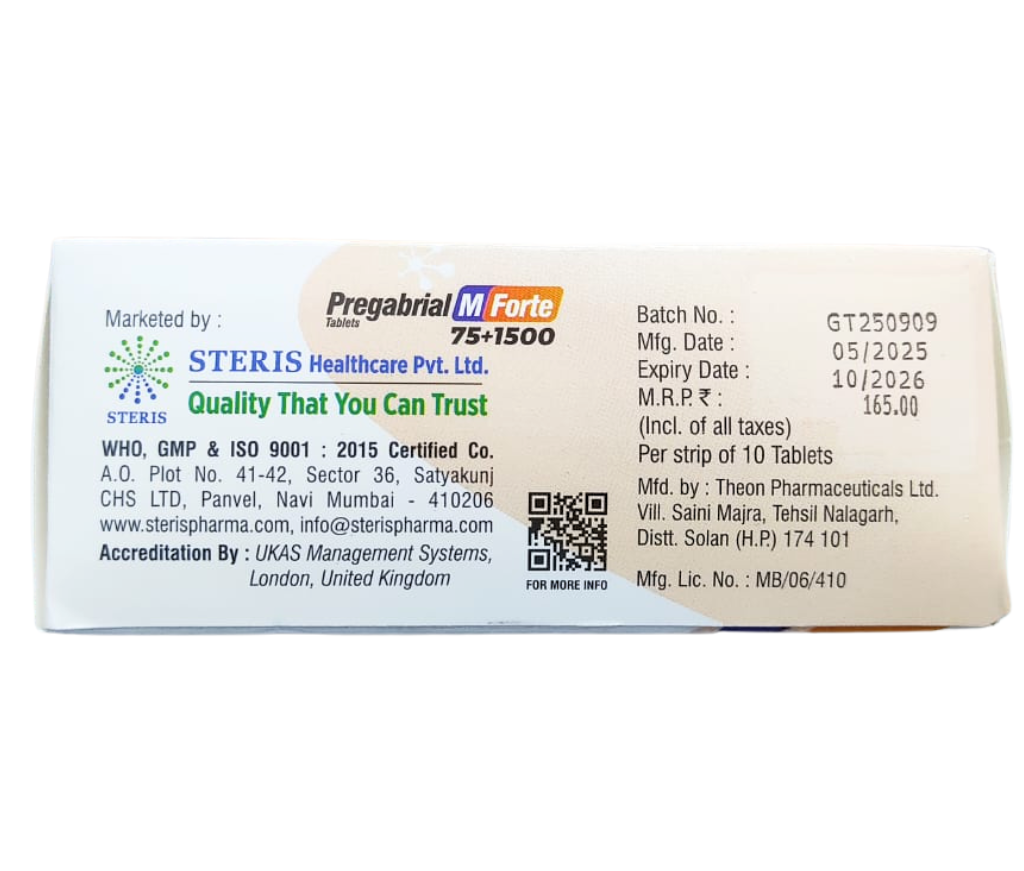 Marketed by :
STERIS
STERIS Healthcare Pvt. Ltd.
Quality That You Can Trust
WHO, GMP & ISO 9001 : 2015 Certified Co.
A.O. Plot No. 41-42, Sector 36, Satyakunj
CHS LTD, Panvel, Navi Mumbai - 410206
www.sterispharma.com, info@sterispharma.com
Accreditation By : UKAS Management Systems,
London, United Kingdom
Pregabrial M Forte
Tablets
75+1500
FOR MORE INFO
Batch No. : GT250909
Mfg. Date : 05/2025
Expiry Date : 10/2026
M.R.P. ₹ : 165.00
(Incl. of all taxes)
Per strip of 10 Tablets
Mfd. by : Theon Pharmaceuticals Ltd.
Vill. Saini Majra, Tehsil Nalagarh,
Distt. Solan (H.P.) 174 101
Mfg. Lic. No. : MB/06/410